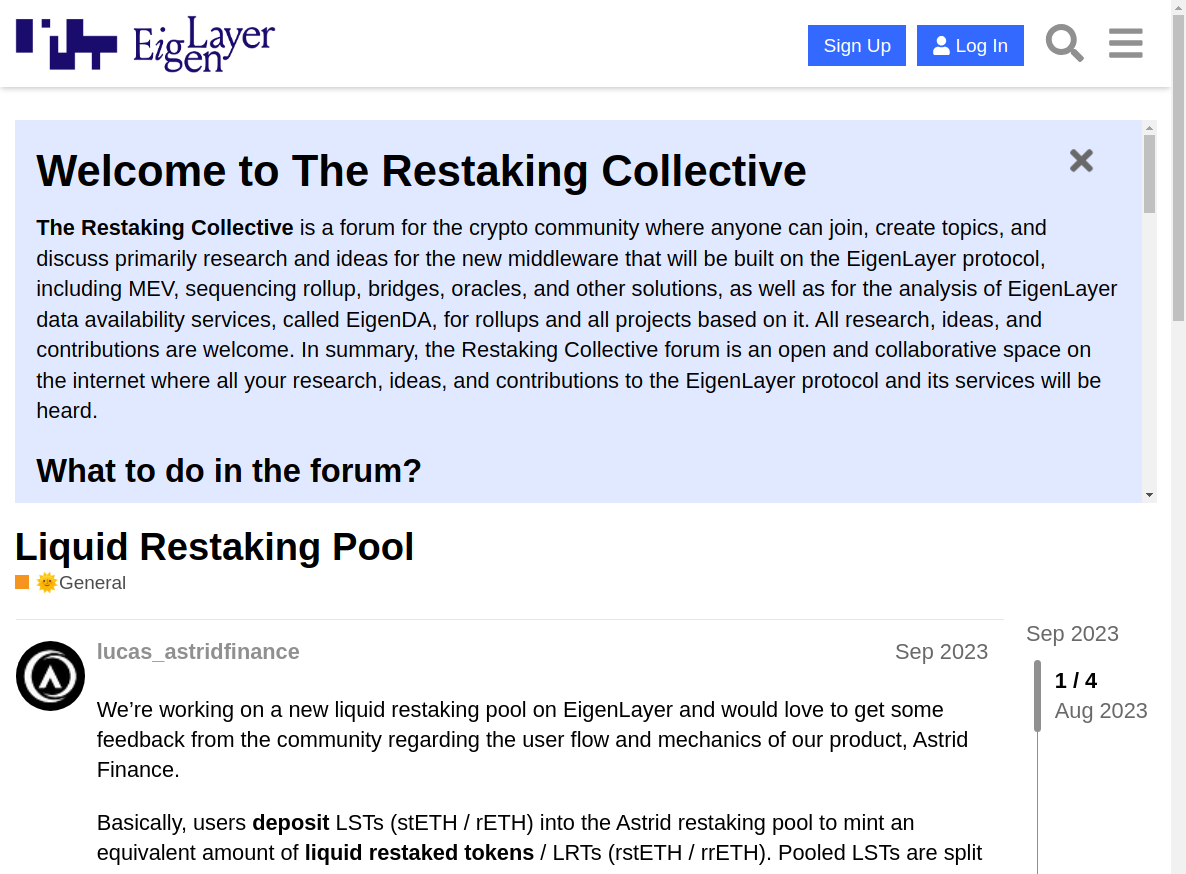 EigenLayer
Sign Up
Log In
Welcome to The Restaking Collective
The Restaking Collective is a forum for the crypto community where anyone can join, create topics, and
discuss primarily research and ideas for the new middleware that will be built on the EigenLayer protocol,
including MEV, sequencing rollup, bridges, oracles, and other solutions, as well as for the analysis of EigenLayer
data availability services, called EigenDA, for rollups and all projects based on it. All research, ideas, and
contributions are welcome. In summary, the Restaking Collective forum is an open and collaborative space on
the internet where all your research, ideas, and contributions to the EigenLayer protocol and its services will be
heard.
What to do in the forum?
Liquid Restaking Pool
General
lucas_astridfinance
Sep 2023
Sep 2023
1 / 4
Aug 2023
We’re working on a new liquid restaking pool on EigenLayer and would love to get some
feedback from the community regarding the user flow and mechanics of our product, Astrid
Finance.
Basically, users deposit LSTs (stETH / rETH) into the Astrid restaking pool to mint an
equivalent amount of liquid restaked tokens / LRTs (rstETH / rrETH). Pooled LSTs are split